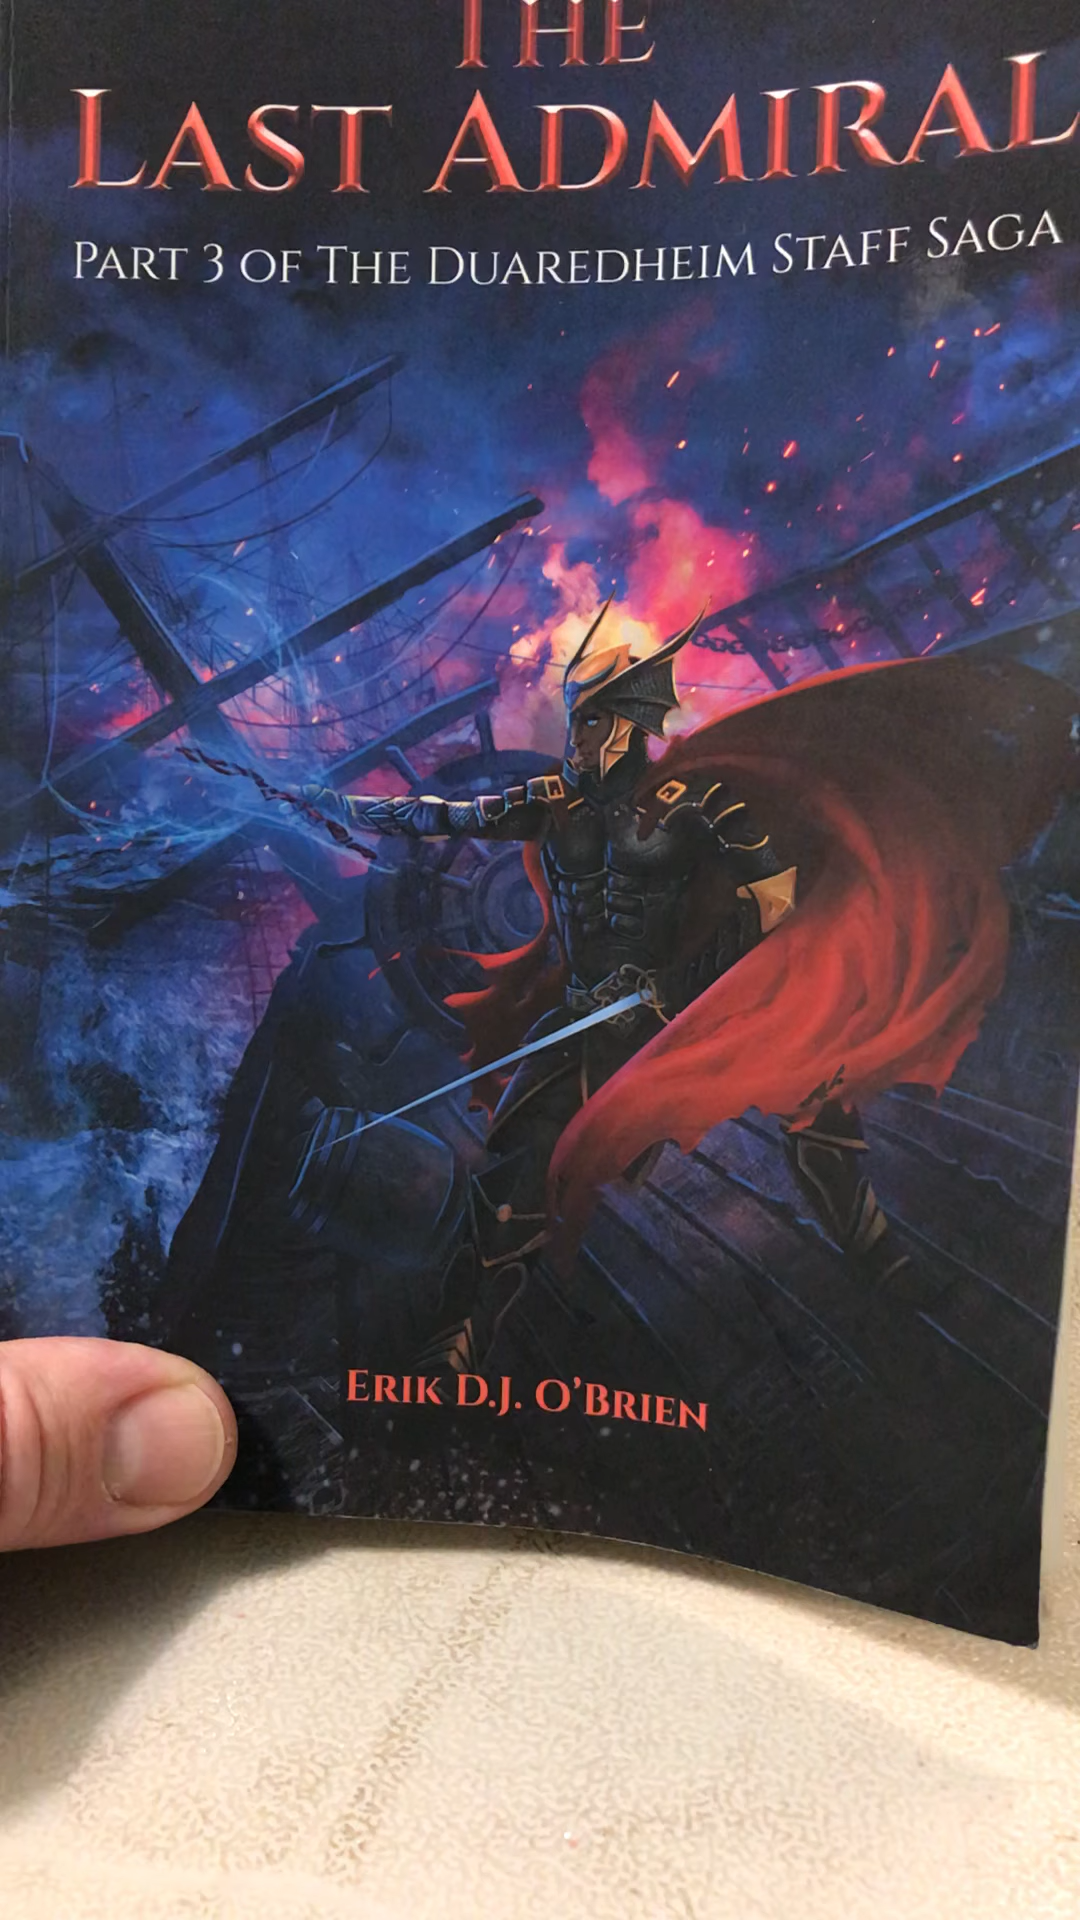 THE
LAST ADMIRAL
PART 3 OF THE DUAREDHEIM STAFF SAGA
ERIK D.J. O'BRIEN